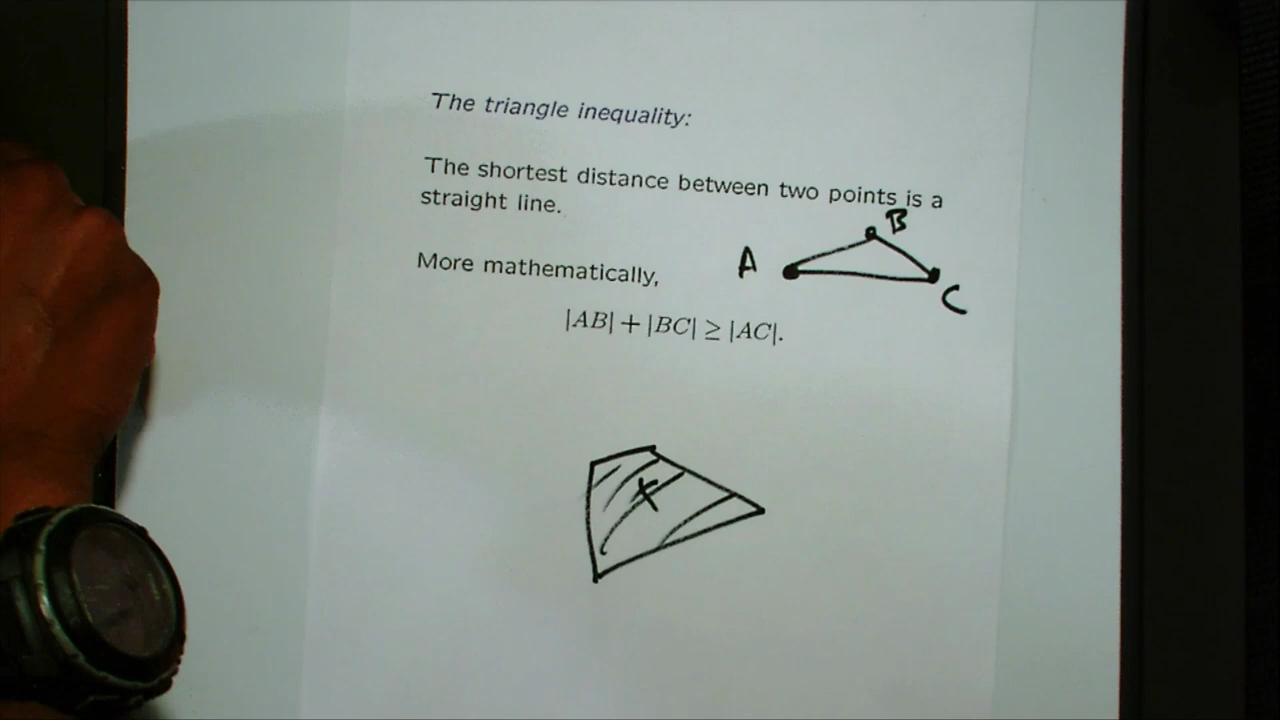 The triangle inequality:
The shortest distance between two points is a
straight line.
B
A
More mathematically,
C
|AB| + |BC| ≥ |AC|.
x